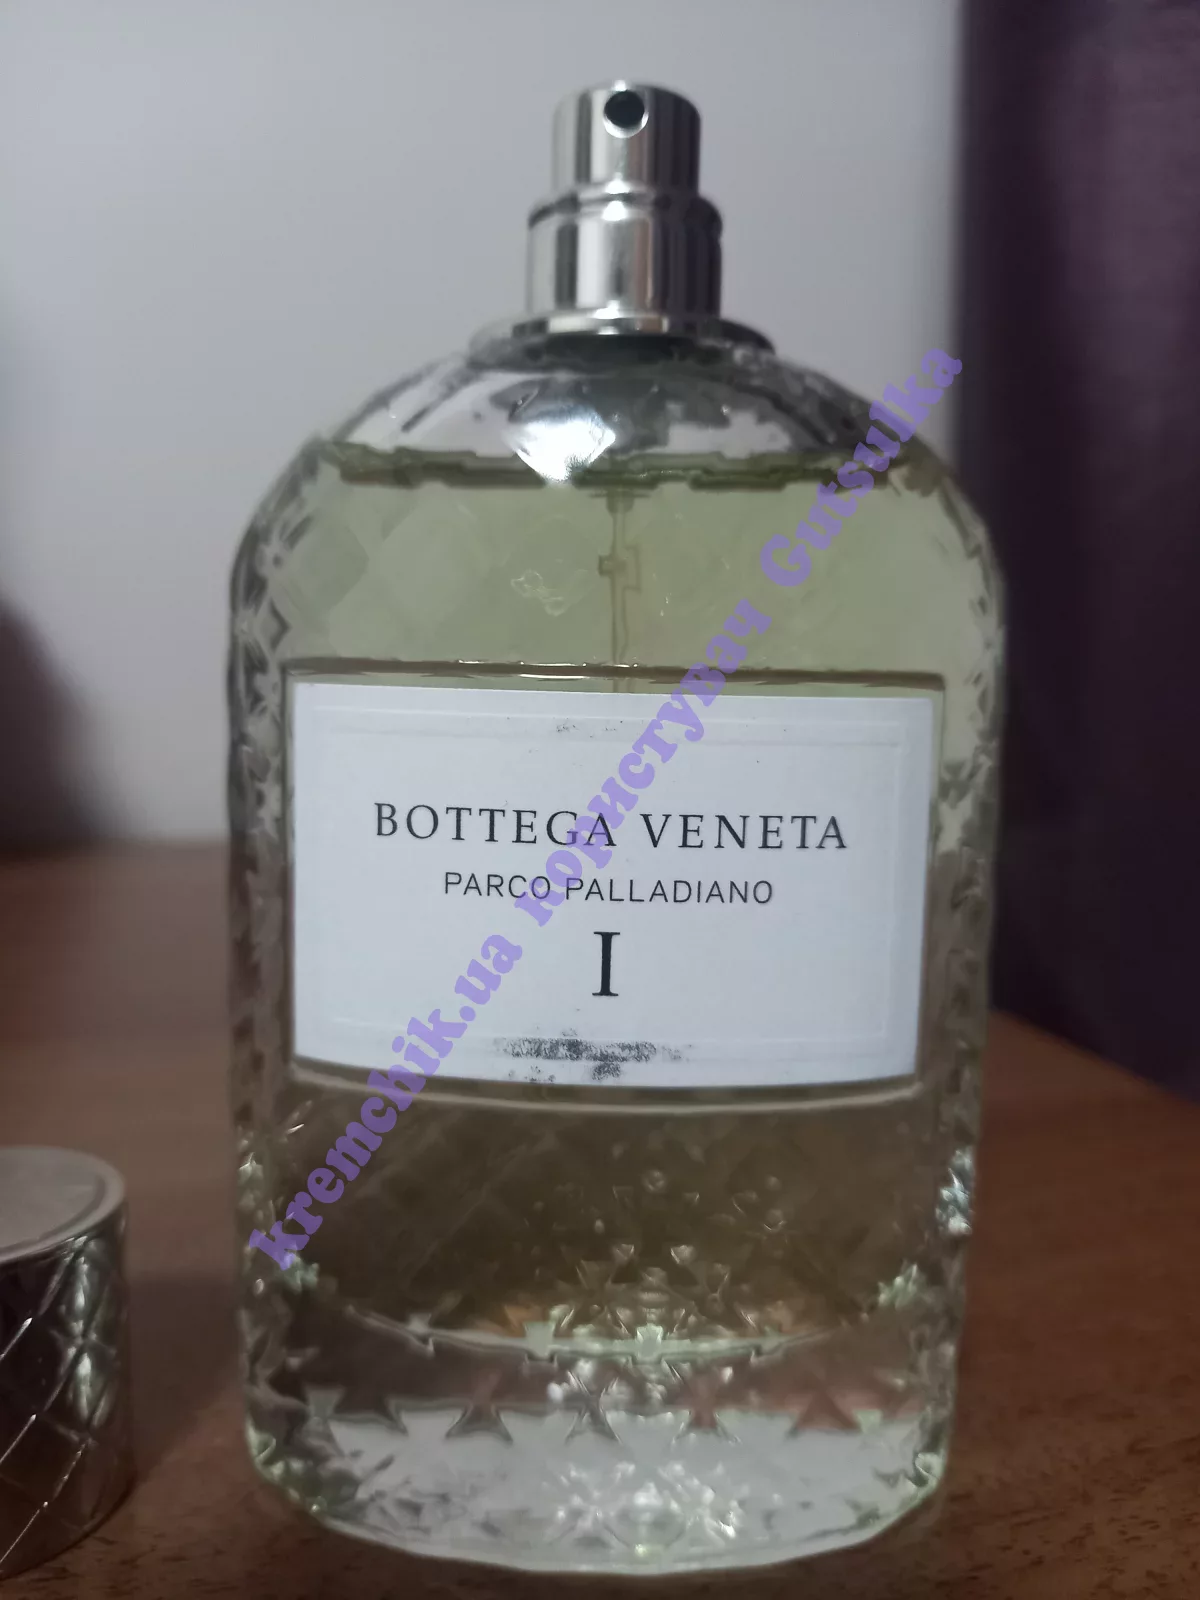 BOTTEGA VENETA
PARCO PALLADIANO
I
kremchik.ua користувач Gutsulka